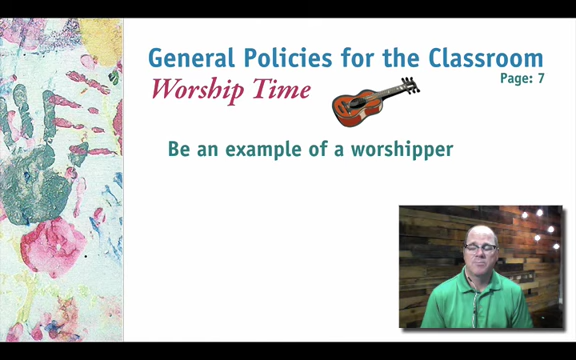 General Policies for the Classroom
Page: 7
Worship Time
Be an example of a worshipper